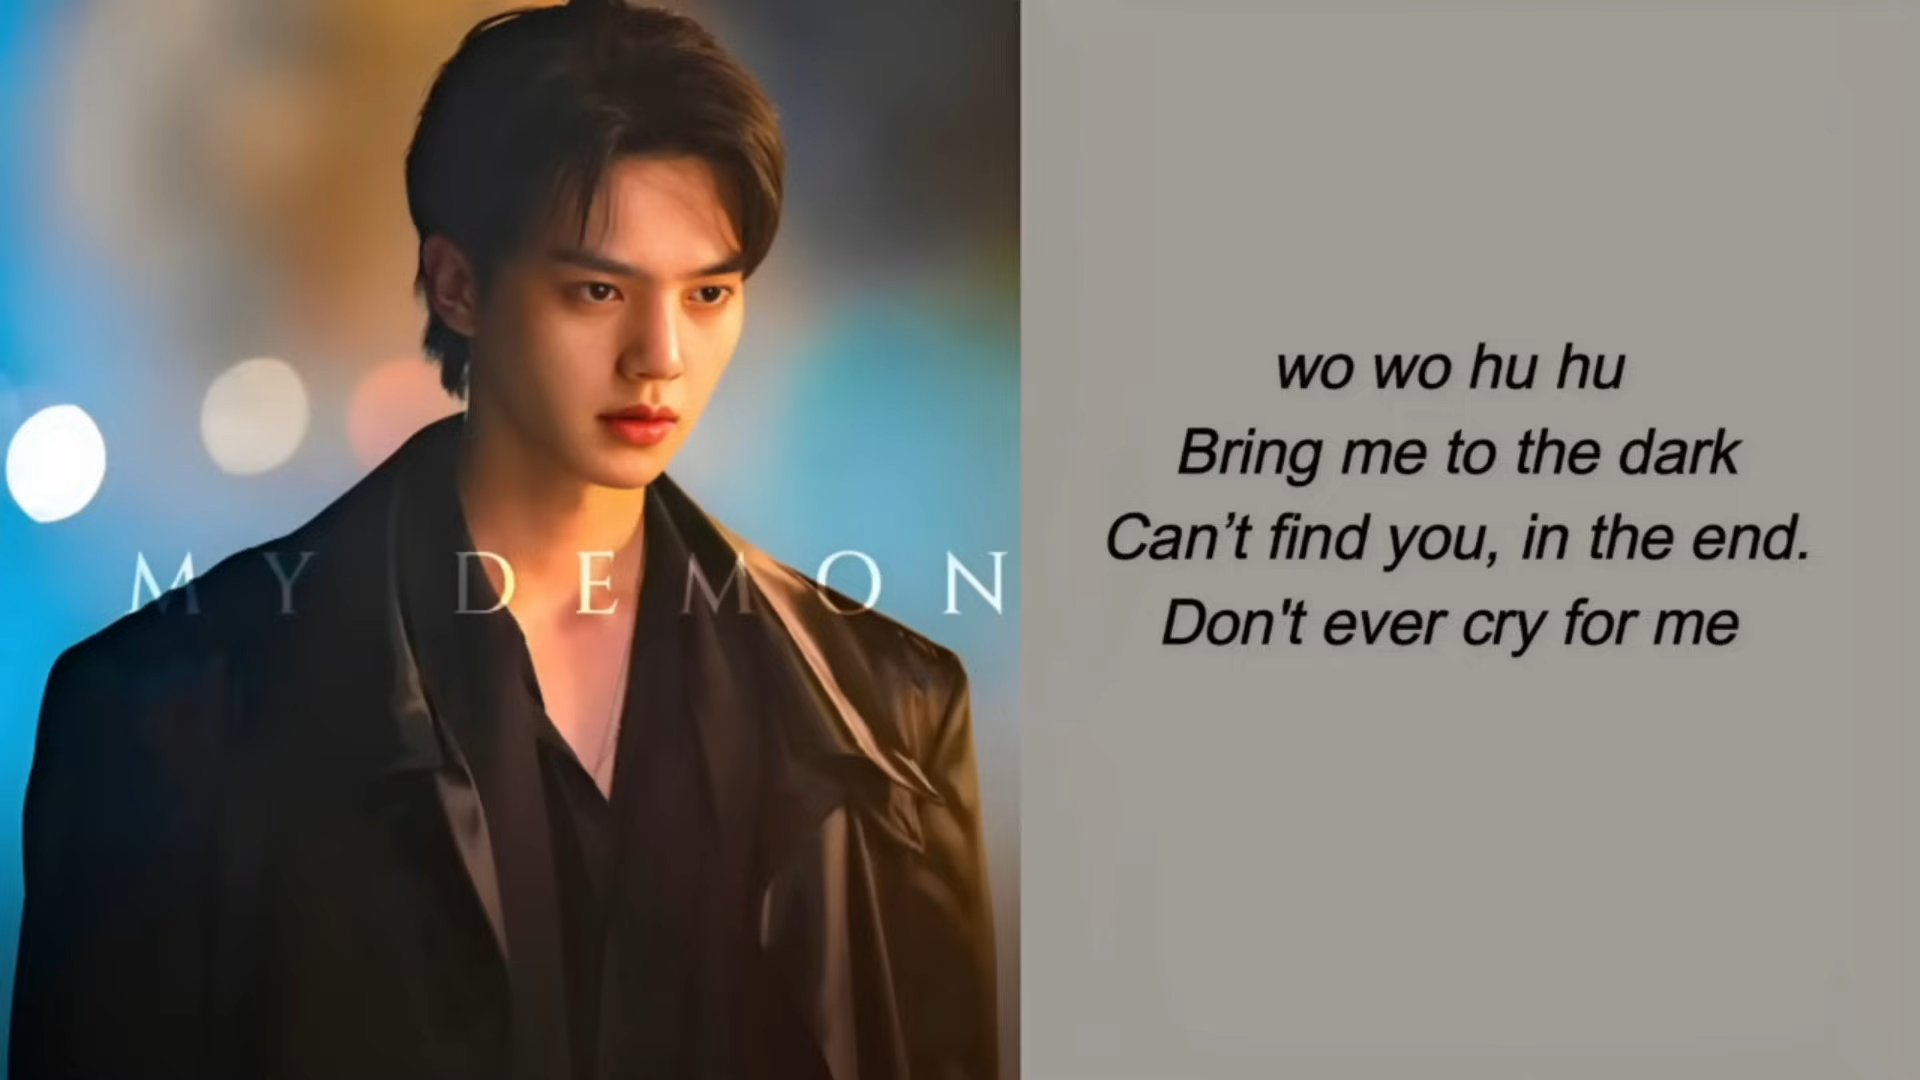 MY DEMON
wo wo hu hu
Bring me to the dark
Can’t find you, in the end.
Don't ever cry for me